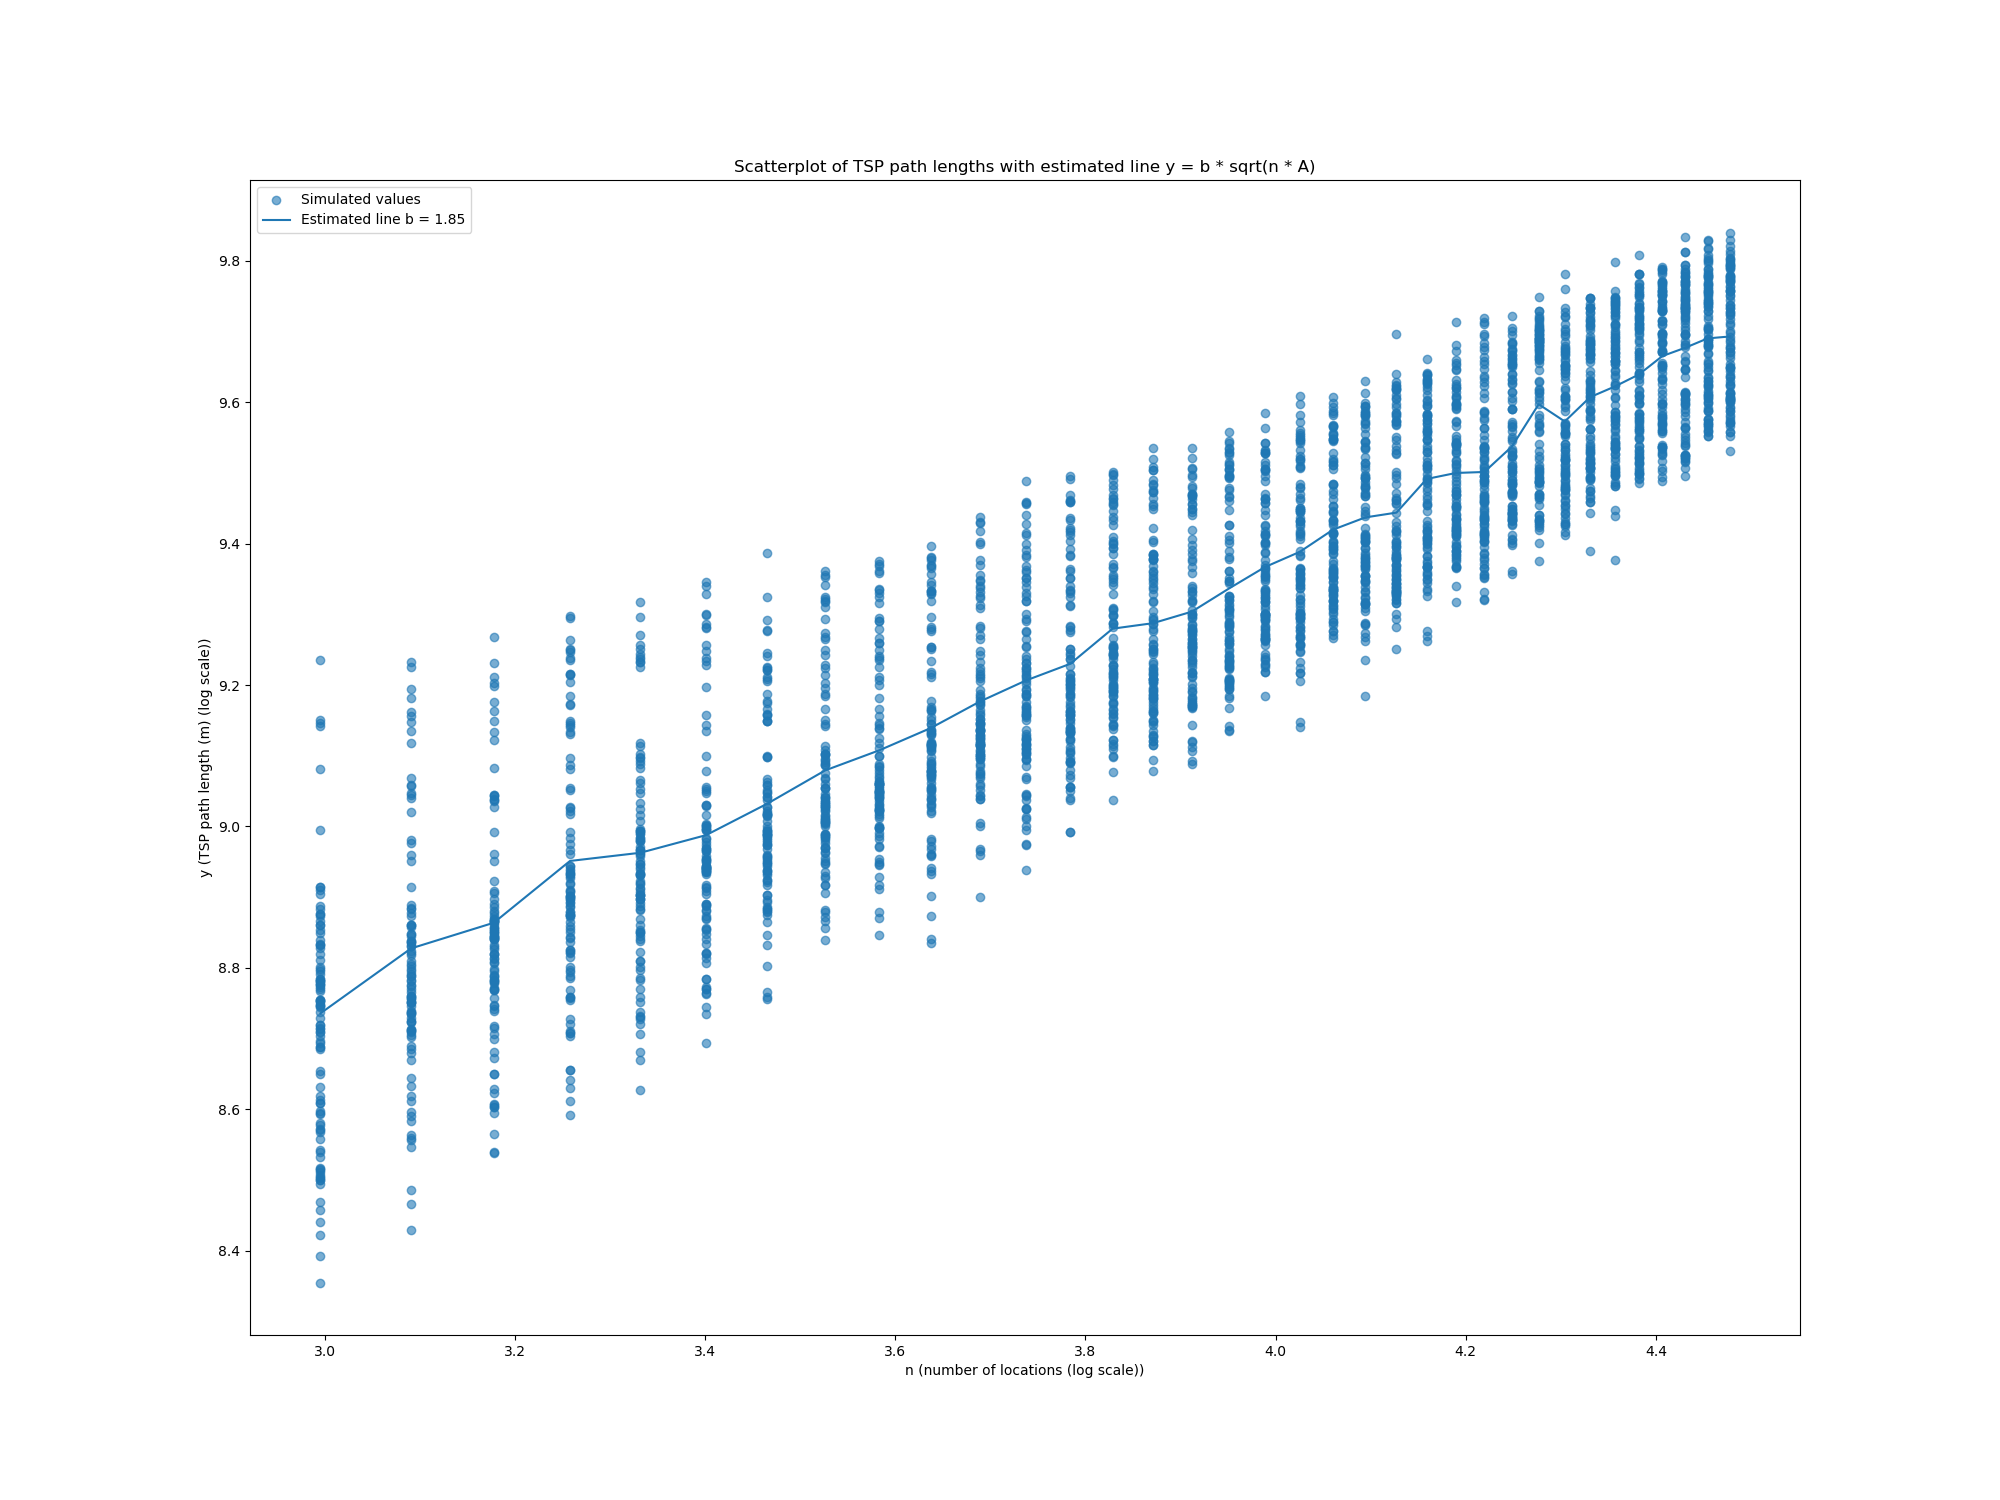 Scatterplot of TSP path lengths with estimated line y = b * sqrt(n * A)
Simulated values
Estimated line b = 1.85
y (TSP path length (m) (log scale))
9.8
9.6
9.4
9.2
9.0
8.8
8.6
8.4
3.0 3.2 3.4 3.6 3.8 4.0 4.2 4.4
n (number of locations (log scale))